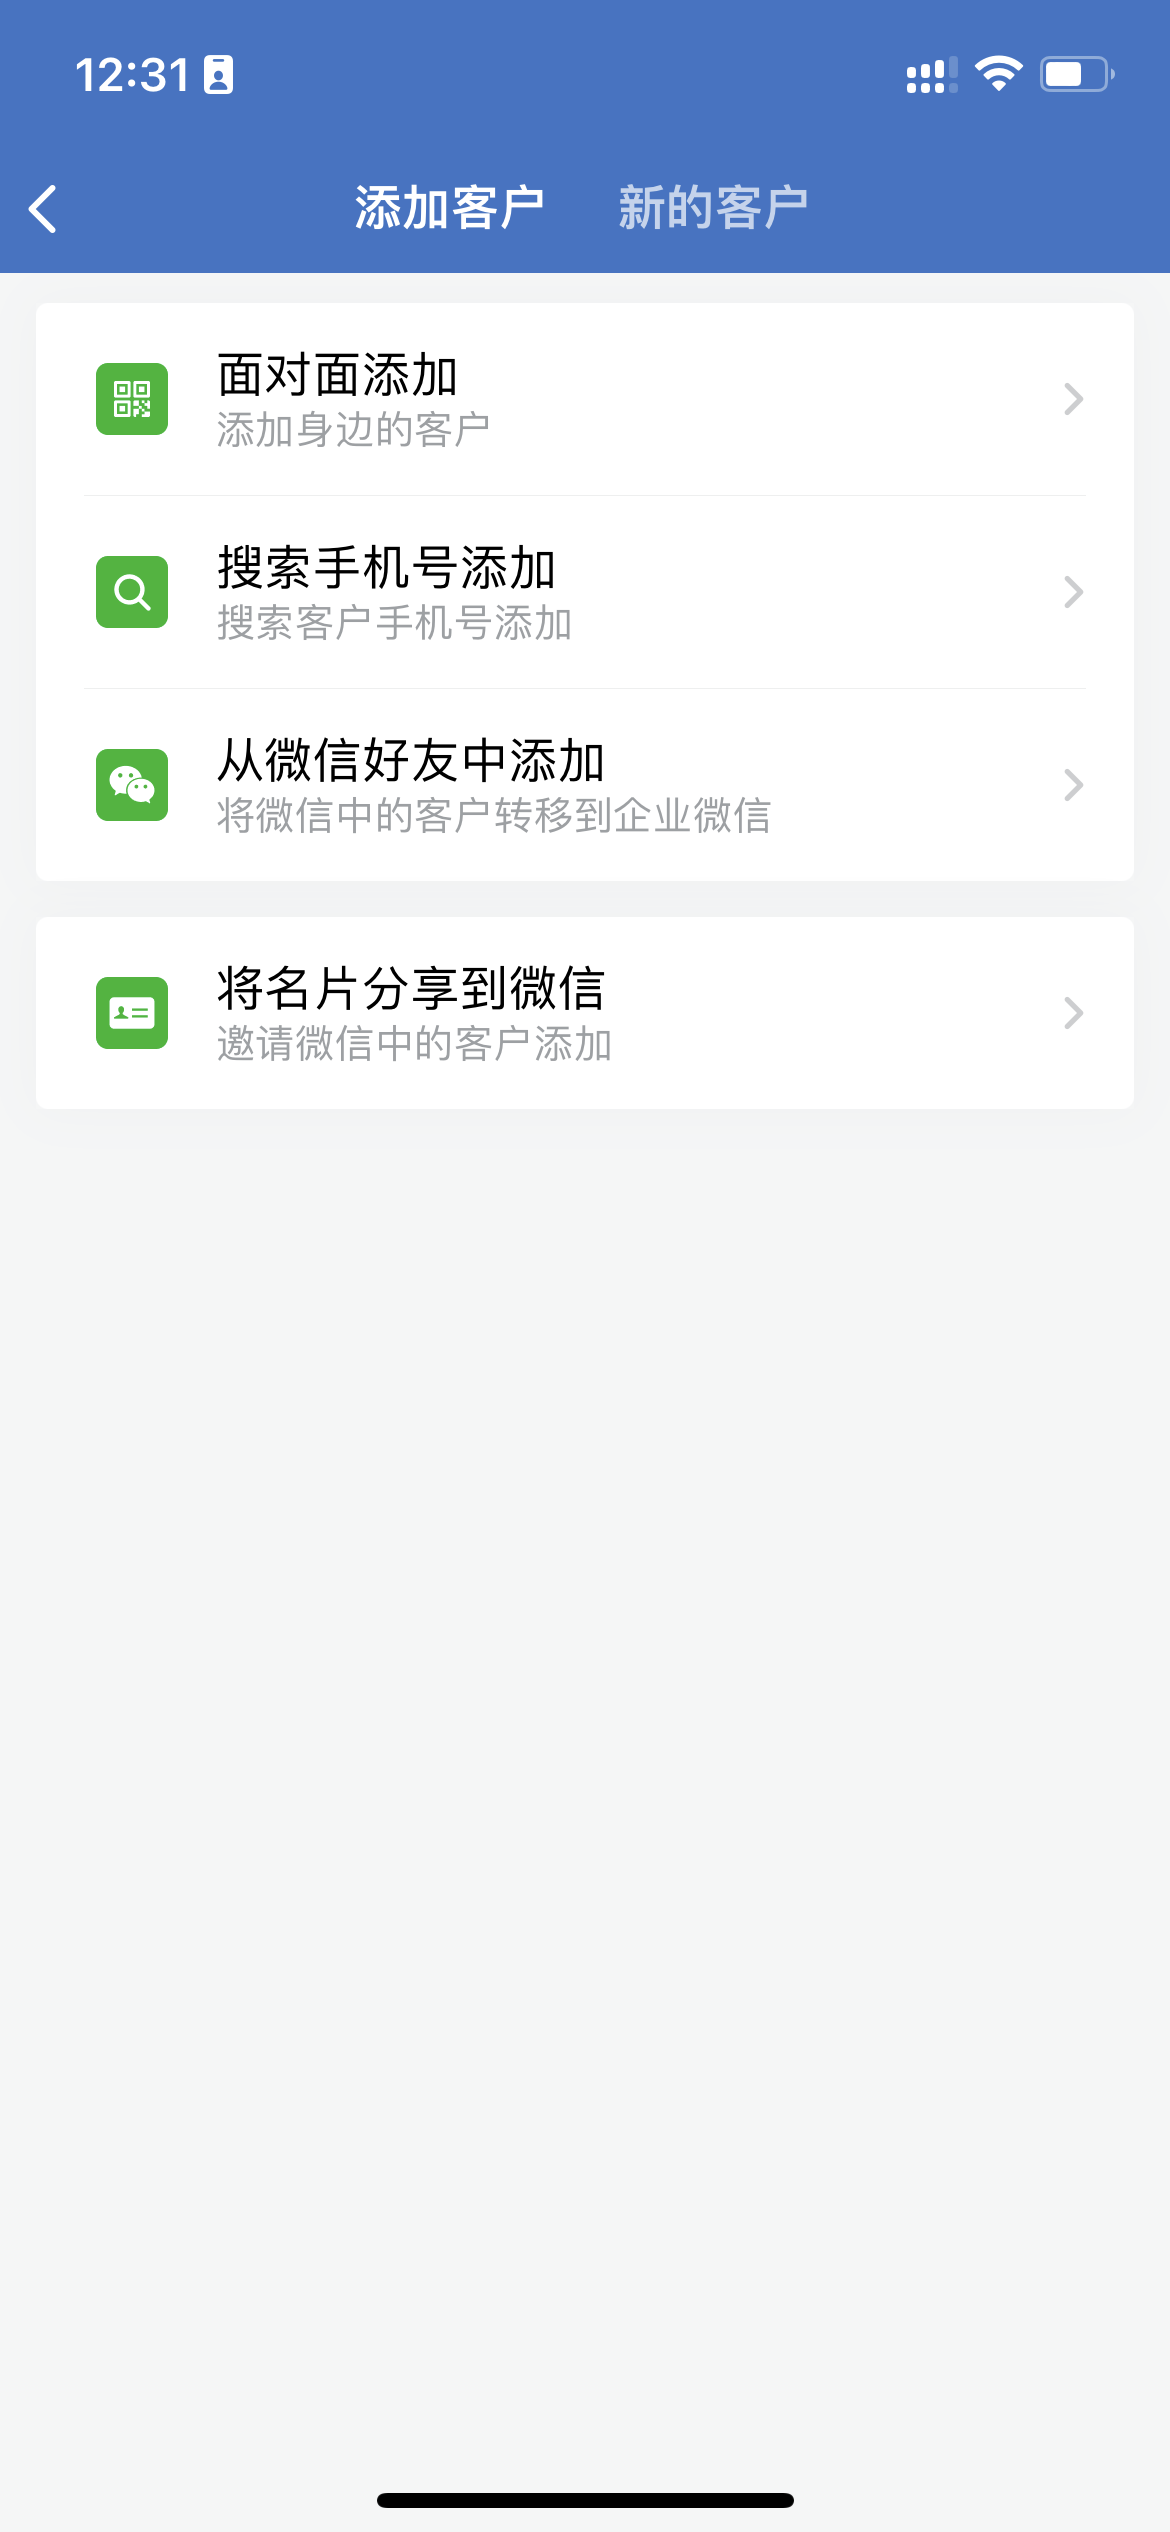 12:31
添加客户 新的客户
面对面添加
添加身边的客户
搜索手机号添加
搜索客户手机号添加
从微信好友中添加
将微信中的客户转移到企业微信
将名片分享到微信
邀请微信中的客户添加